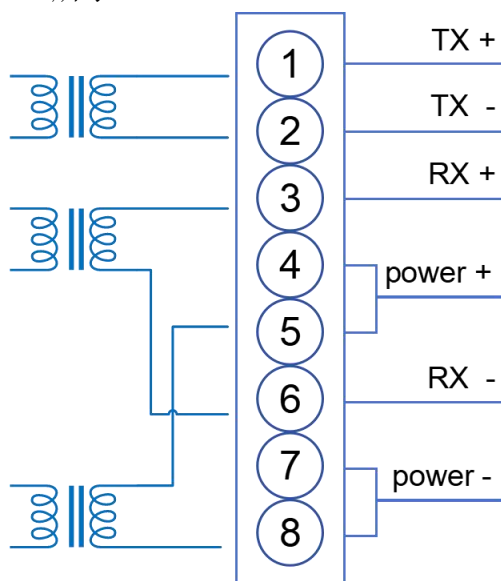 1 TX +
2 TX -
3 RX +
4
power +
5
6 RX -
7
power -
8